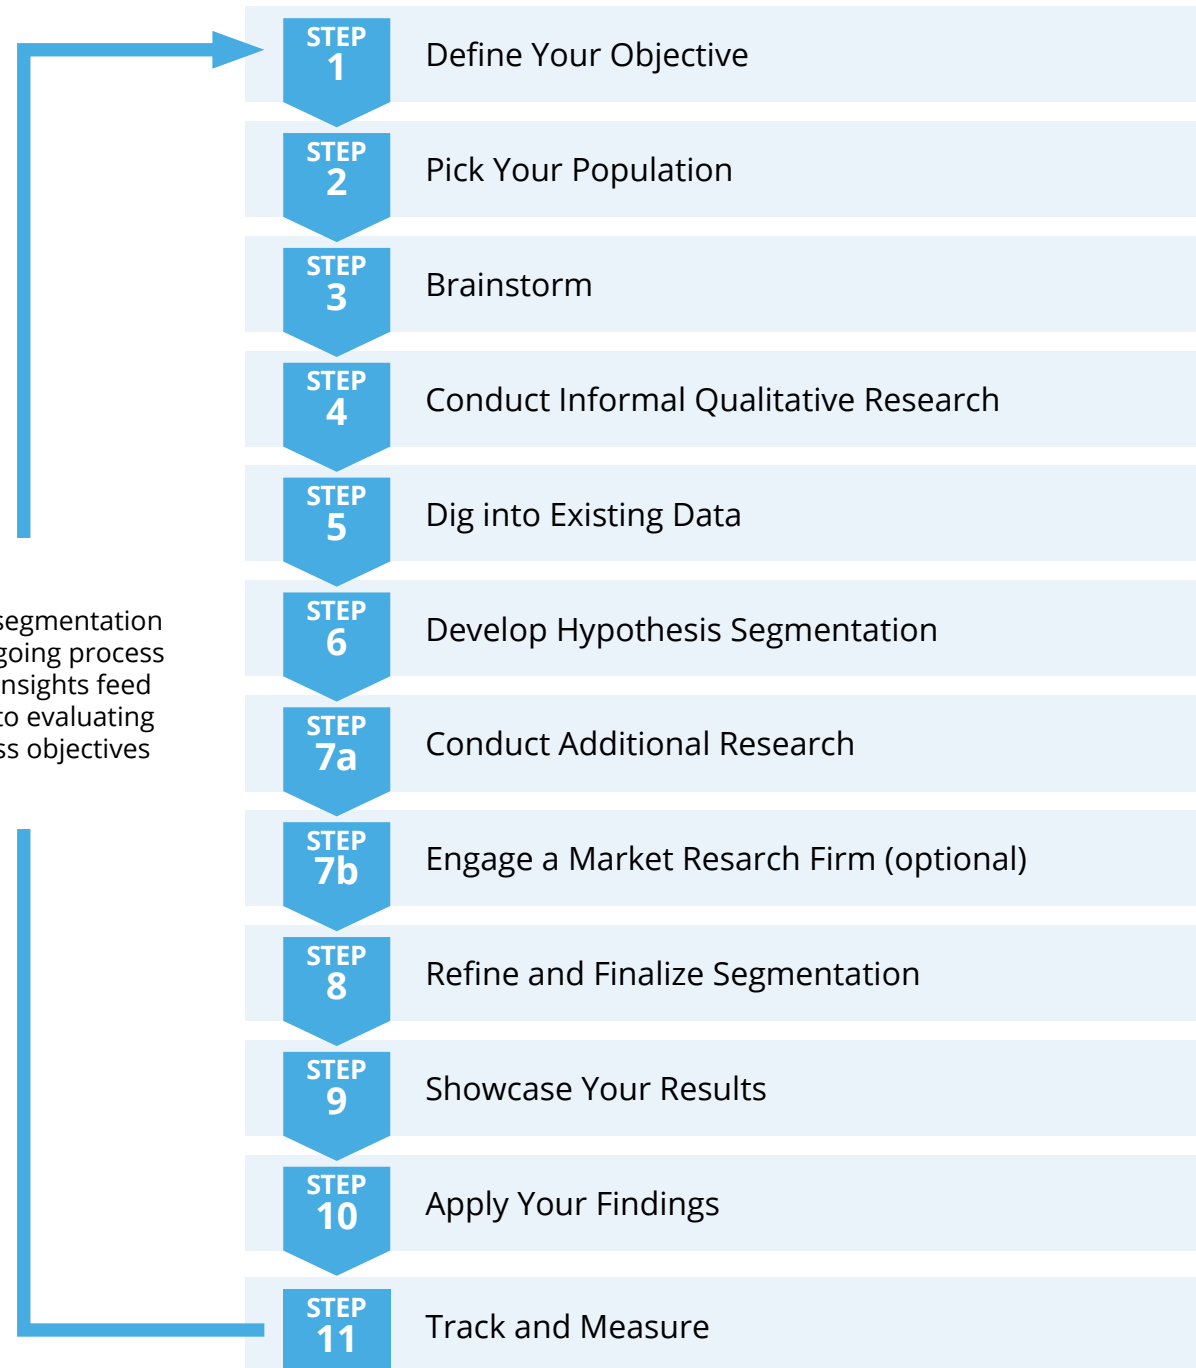 STEP
1
Define Your Objective
STEP
2
Pick Your Population
STEP
3
Brainstorm
STEP
4
Conduct Informal Qualitative Research
STEP
5
Dig into Existing Data
STEP
6
Develop Hypothesis Segmentation
segmentation
going process
nsights feed
to evaluating
ss objectives
STEP
7a
Conduct Additional Research
STEP
7b
Engage a Market Resarch Firm (optional)
STEP
8
Refine and Finalize Segmentation
STEP
9
Showcase Your Results
STEP
10
Apply Your Findings
STEP
11
Track and Measure